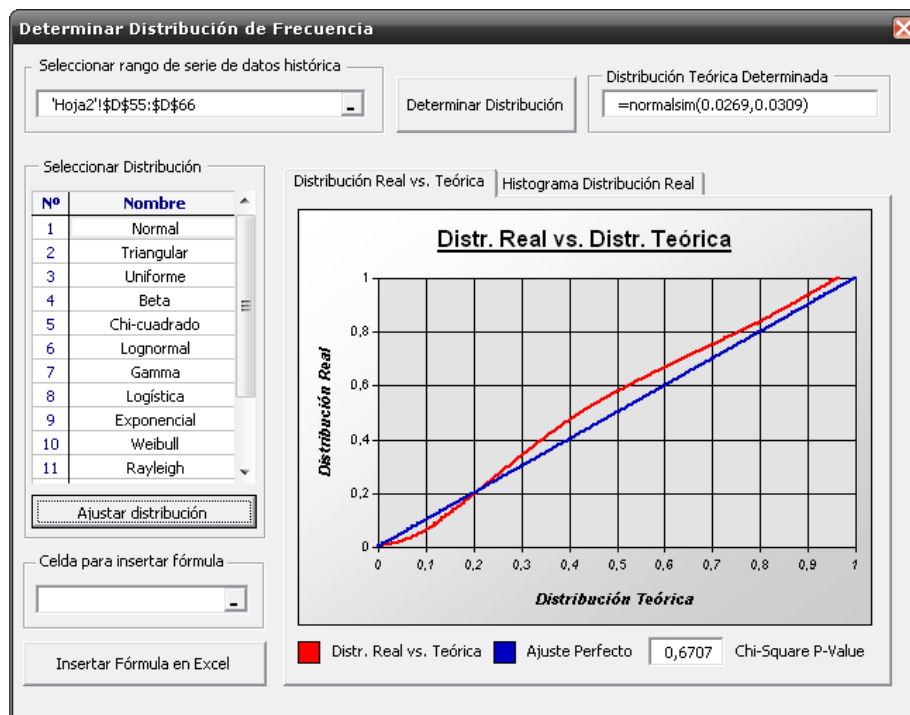 Determinar Distribución de Frecuencia
Seleccionar rango de serie de datos histórica
'Hoja2'!$D$55:$D$66
Determinar Distribución
Distribución Teórica Determinada
=normalsim(0.0269,0.0309)
Seleccionar Distribución
Nº Nombre
1 Normal
2 Triangular
3 Uniforme
4 Beta
5 Chi-cuadrado
6 Lognormal
7 Gamma
8 Logística
9 Exponencial
10 Weibull
11 Rayleigh
Ajustar distribución
Celda para insertar fórmula
Insertar Fórmula en Excel
Distribución Real vs. Teórica Histograma Distribución Real
Distr. Real vs. Distr. Teórica
Distribución Real
1
0,8
0,6
0,4
0,2
0
0 0,1 0,2 0,3 0,4 0,5 0,6 0,7 0,8 0,9 1
Distribución Teórica
Distr. Real vs. Teórica Ajuste Perfecto 0,6707 Chi-Square P-Value